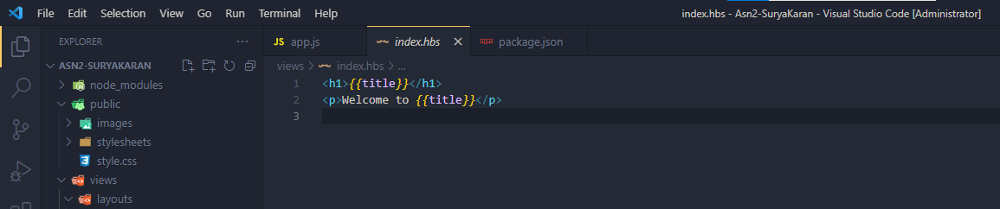 File Edit Selection View Go Run Terminal Help index.hbs - Asn2-SuryaKaran - Visual Studio Code [Administrator]
EXPLORER ...
ASN2-SURYAKARAN
node_modules
public
images
stylesheets
style.css
views
layouts
JS app.js index.hbs package.json
views > index.hbs > ...
1 <h1>{{title}}</h1>
2 <p>Welcome to {{title}}</p>
3